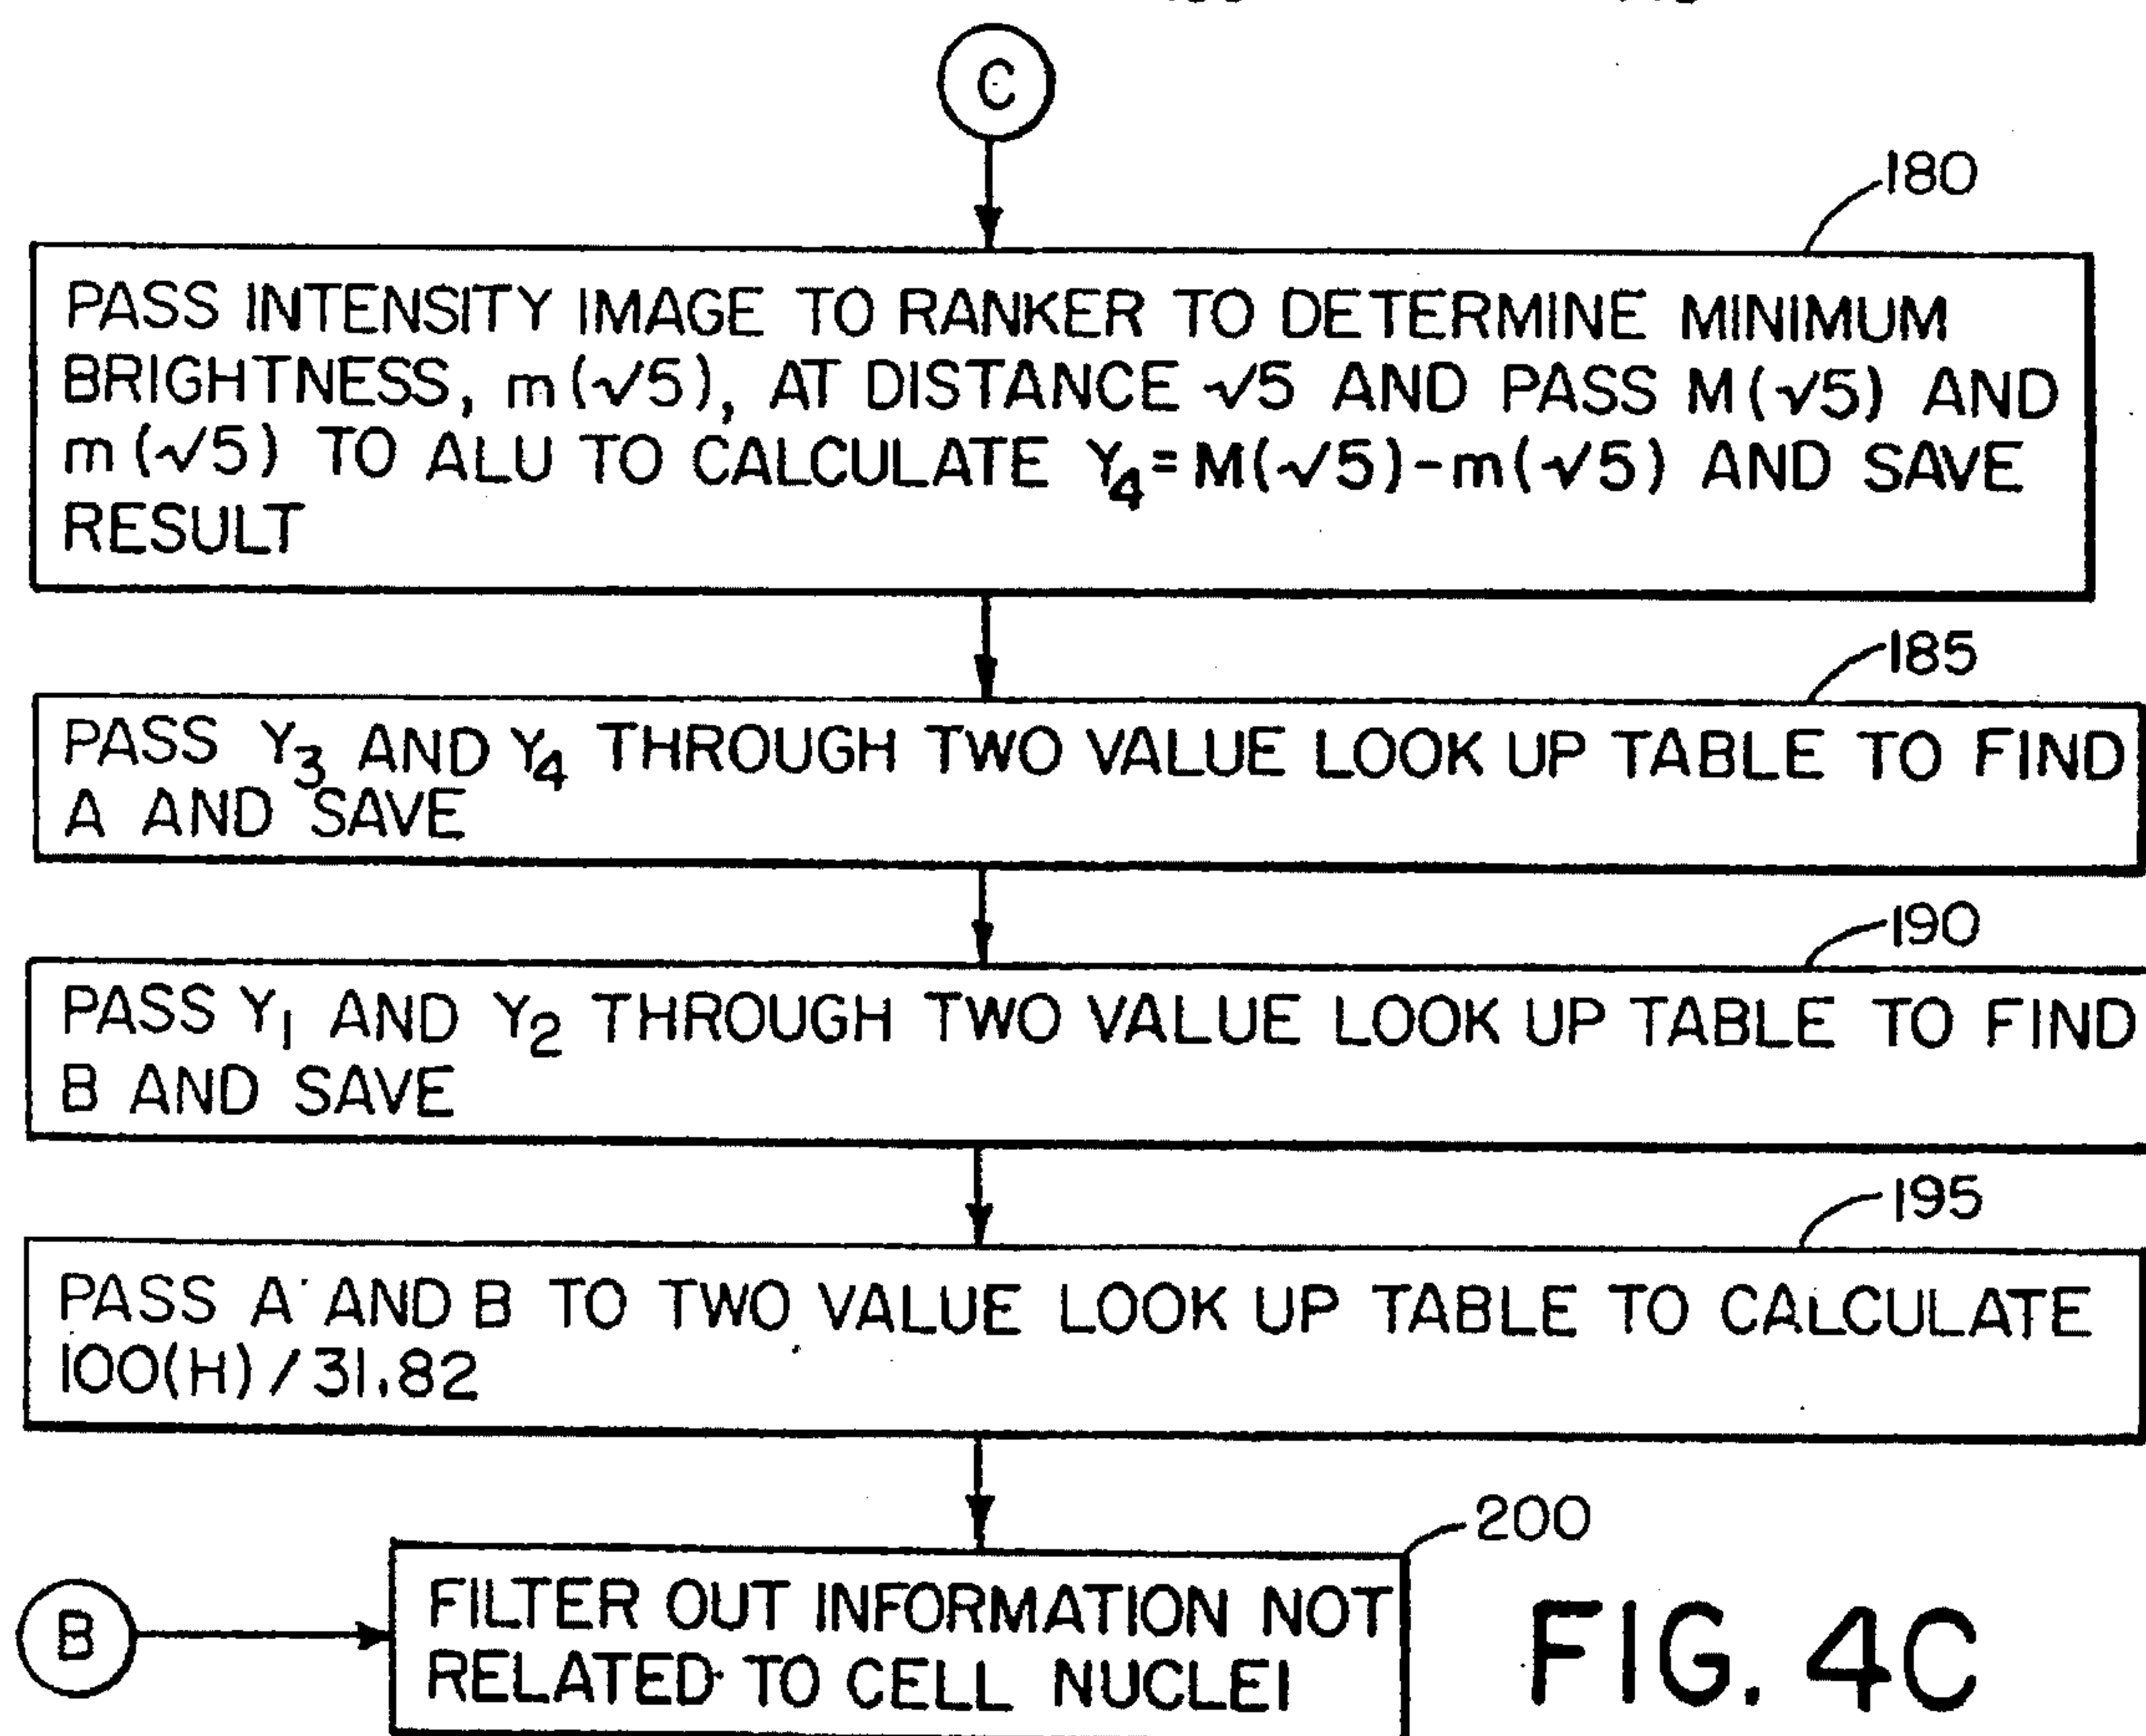 C
180
PASS INTENSITY IMAGE TO RANKER TO DETERMINE MINIMUM
BRIGHTNESS, m(√5), AT DISTANCE √5 AND PASS M(√5) AND
m(√5) TO ALU TO CALCULATE Y₄=M(√5)-m(√5) AND SAVE
RESULT
185
PASS Y₃ AND Y₄ THROUGH TWO VALUE LOOK UP TABLE TO FIND
A AND SAVE
190
PASS Y₁ AND Y₂ THROUGH TWO VALUE LOOK UP TABLE TO FIND
B AND SAVE
195
PASS A AND B TO TWO VALUE LOOK UP TABLE TO CALCULATE
100(H)/31.82
200
B
FILTER OUT INFORMATION NOT
RELATED TO CELL NUCLEI
FIG. 4C